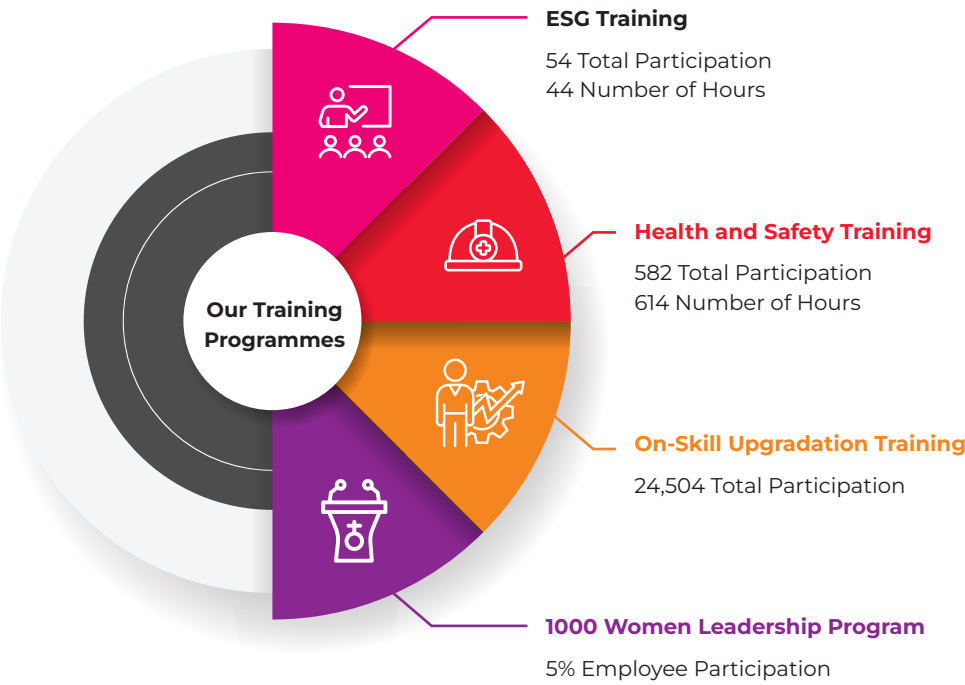 ESG Training
54 Total Participation
44 Number of Hours
Health and Safety Training
582 Total Participation
614 Number of Hours
Our Training
Programmes
On-Skill Upgradation Training
24,504 Total Participation
1000 Women Leadership Program
5% Employee Participation